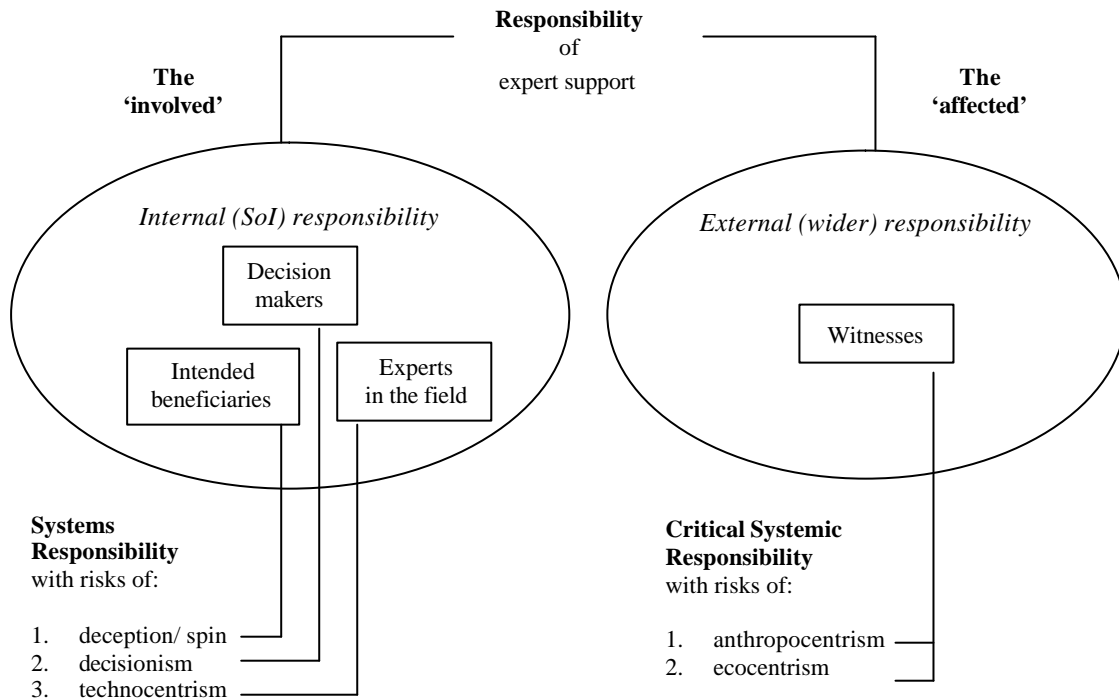 Responsibility
of
expert support
The
‘involved’
The
‘affected’
Internal (SoI) responsibility
Decision
makers
Intended
beneficiaries
Experts
in the field
External (wider) responsibility
Witnesses
Systems
Responsibility
with risks of:
1. deception/ spin
2. decisionism
3. technocentrism
Critical Systemic
Responsibility
with risks of:
1. anthropocentrism
2. ecocentrism